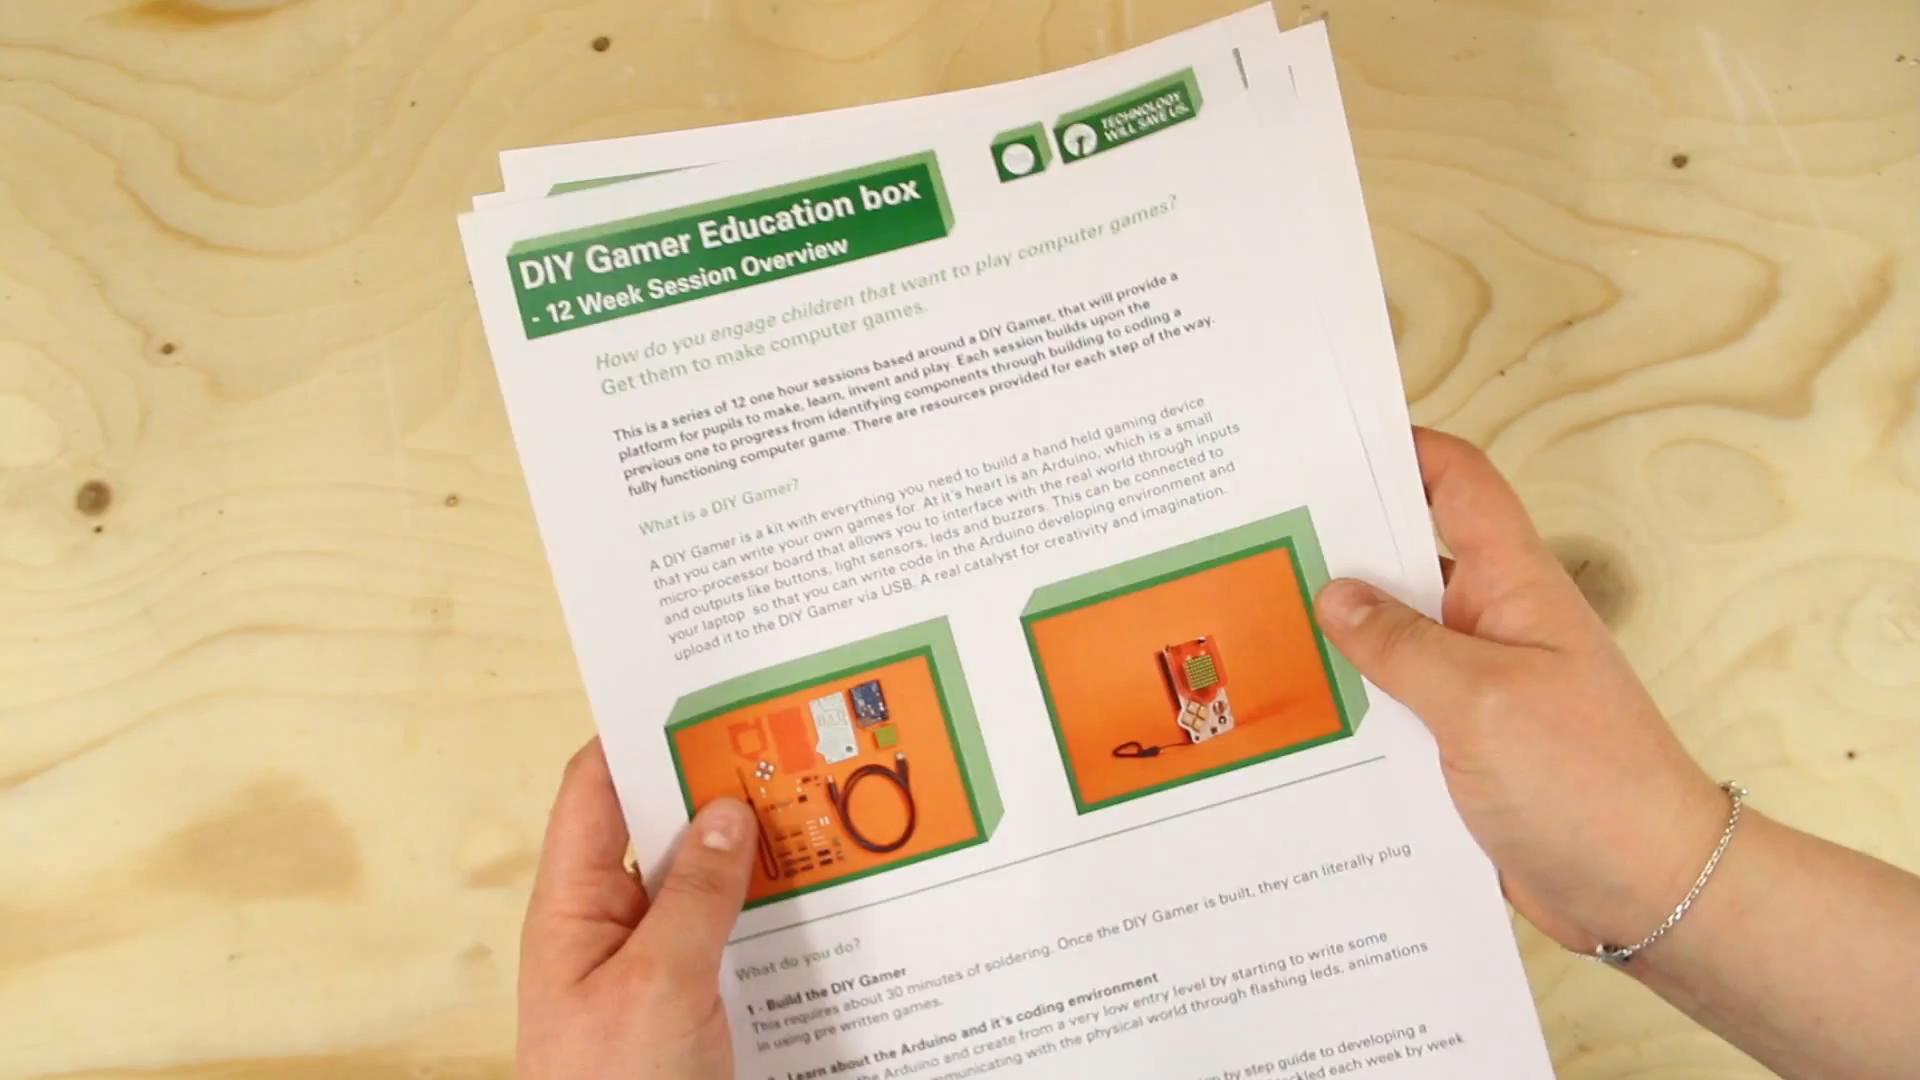 TECHNOLOGY
WILL SAVE US.
DIY Gamer Education box
- 12 Week Session Overview
How do you engage children that want to play computer games?
Get them to make computer games.
This is a series of 12 one hour sessions based around a DIY Gamer, that will provide a
platform for pupils to make, learn, invent and play. Each session builds upon the
previous one to progress from identifying components through building to coding a
fully functioning computer game. There are resources provided for each step of the way.
What is a DIY Gamer?
A DIY Gamer is a kit with everything you need to build a hand held gaming device
that you can write your own games for. At it's heart is an Arduino, which is a small
micro-processor board that allows you to interface with the real world through inputs
and outputs like buttons, light sensors, leds and buzzers. This can be connected to
your laptop so that you can write code in the Arduino developing environment and
upload it to the DIY Gamer via USB. A real catalyst for creativity and imagination.
What do you do?
1 - Build the DIY Gamer
This requires about 30 minutes of soldering. Once the DIY Gamer is built, they can literally plug
in using pre written games.
Learn about the Arduino and it's coding environment
the Arduino and create from a very low entry level by starting to write some
communicating with the physical world through flashing leds, animations
by step guide to developing a
tackled each week by week.